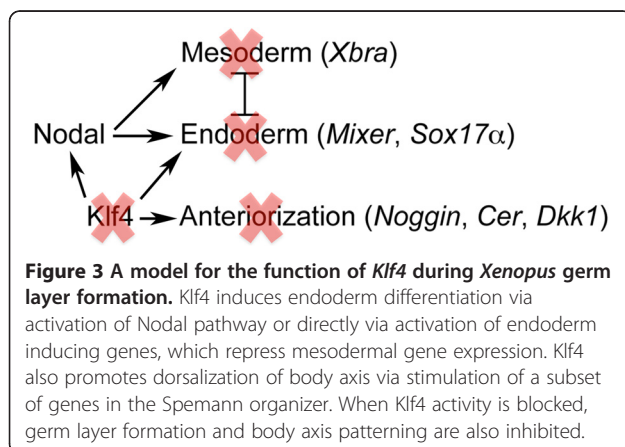 Mesoderm (Xbra)
Nodal
Endoderm (Mixer, Sox17α)
Klf4
Anteriorization (Noggin, Cer, Dkk1)
Figure 3 A model for the function of Klf4 during Xenopus germ
layer formation. Klf4 induces endoderm differentiation via
activation of Nodal pathway or directly via activation of endoderm
inducing genes, which repress mesodermal gene expression. Klf4
also promotes dorsalization of body axis via stimulation of a subset
of genes in the Spemann organizer. When Klf4 activity is blocked,
germ layer formation and body axis patterning are also inhibited.